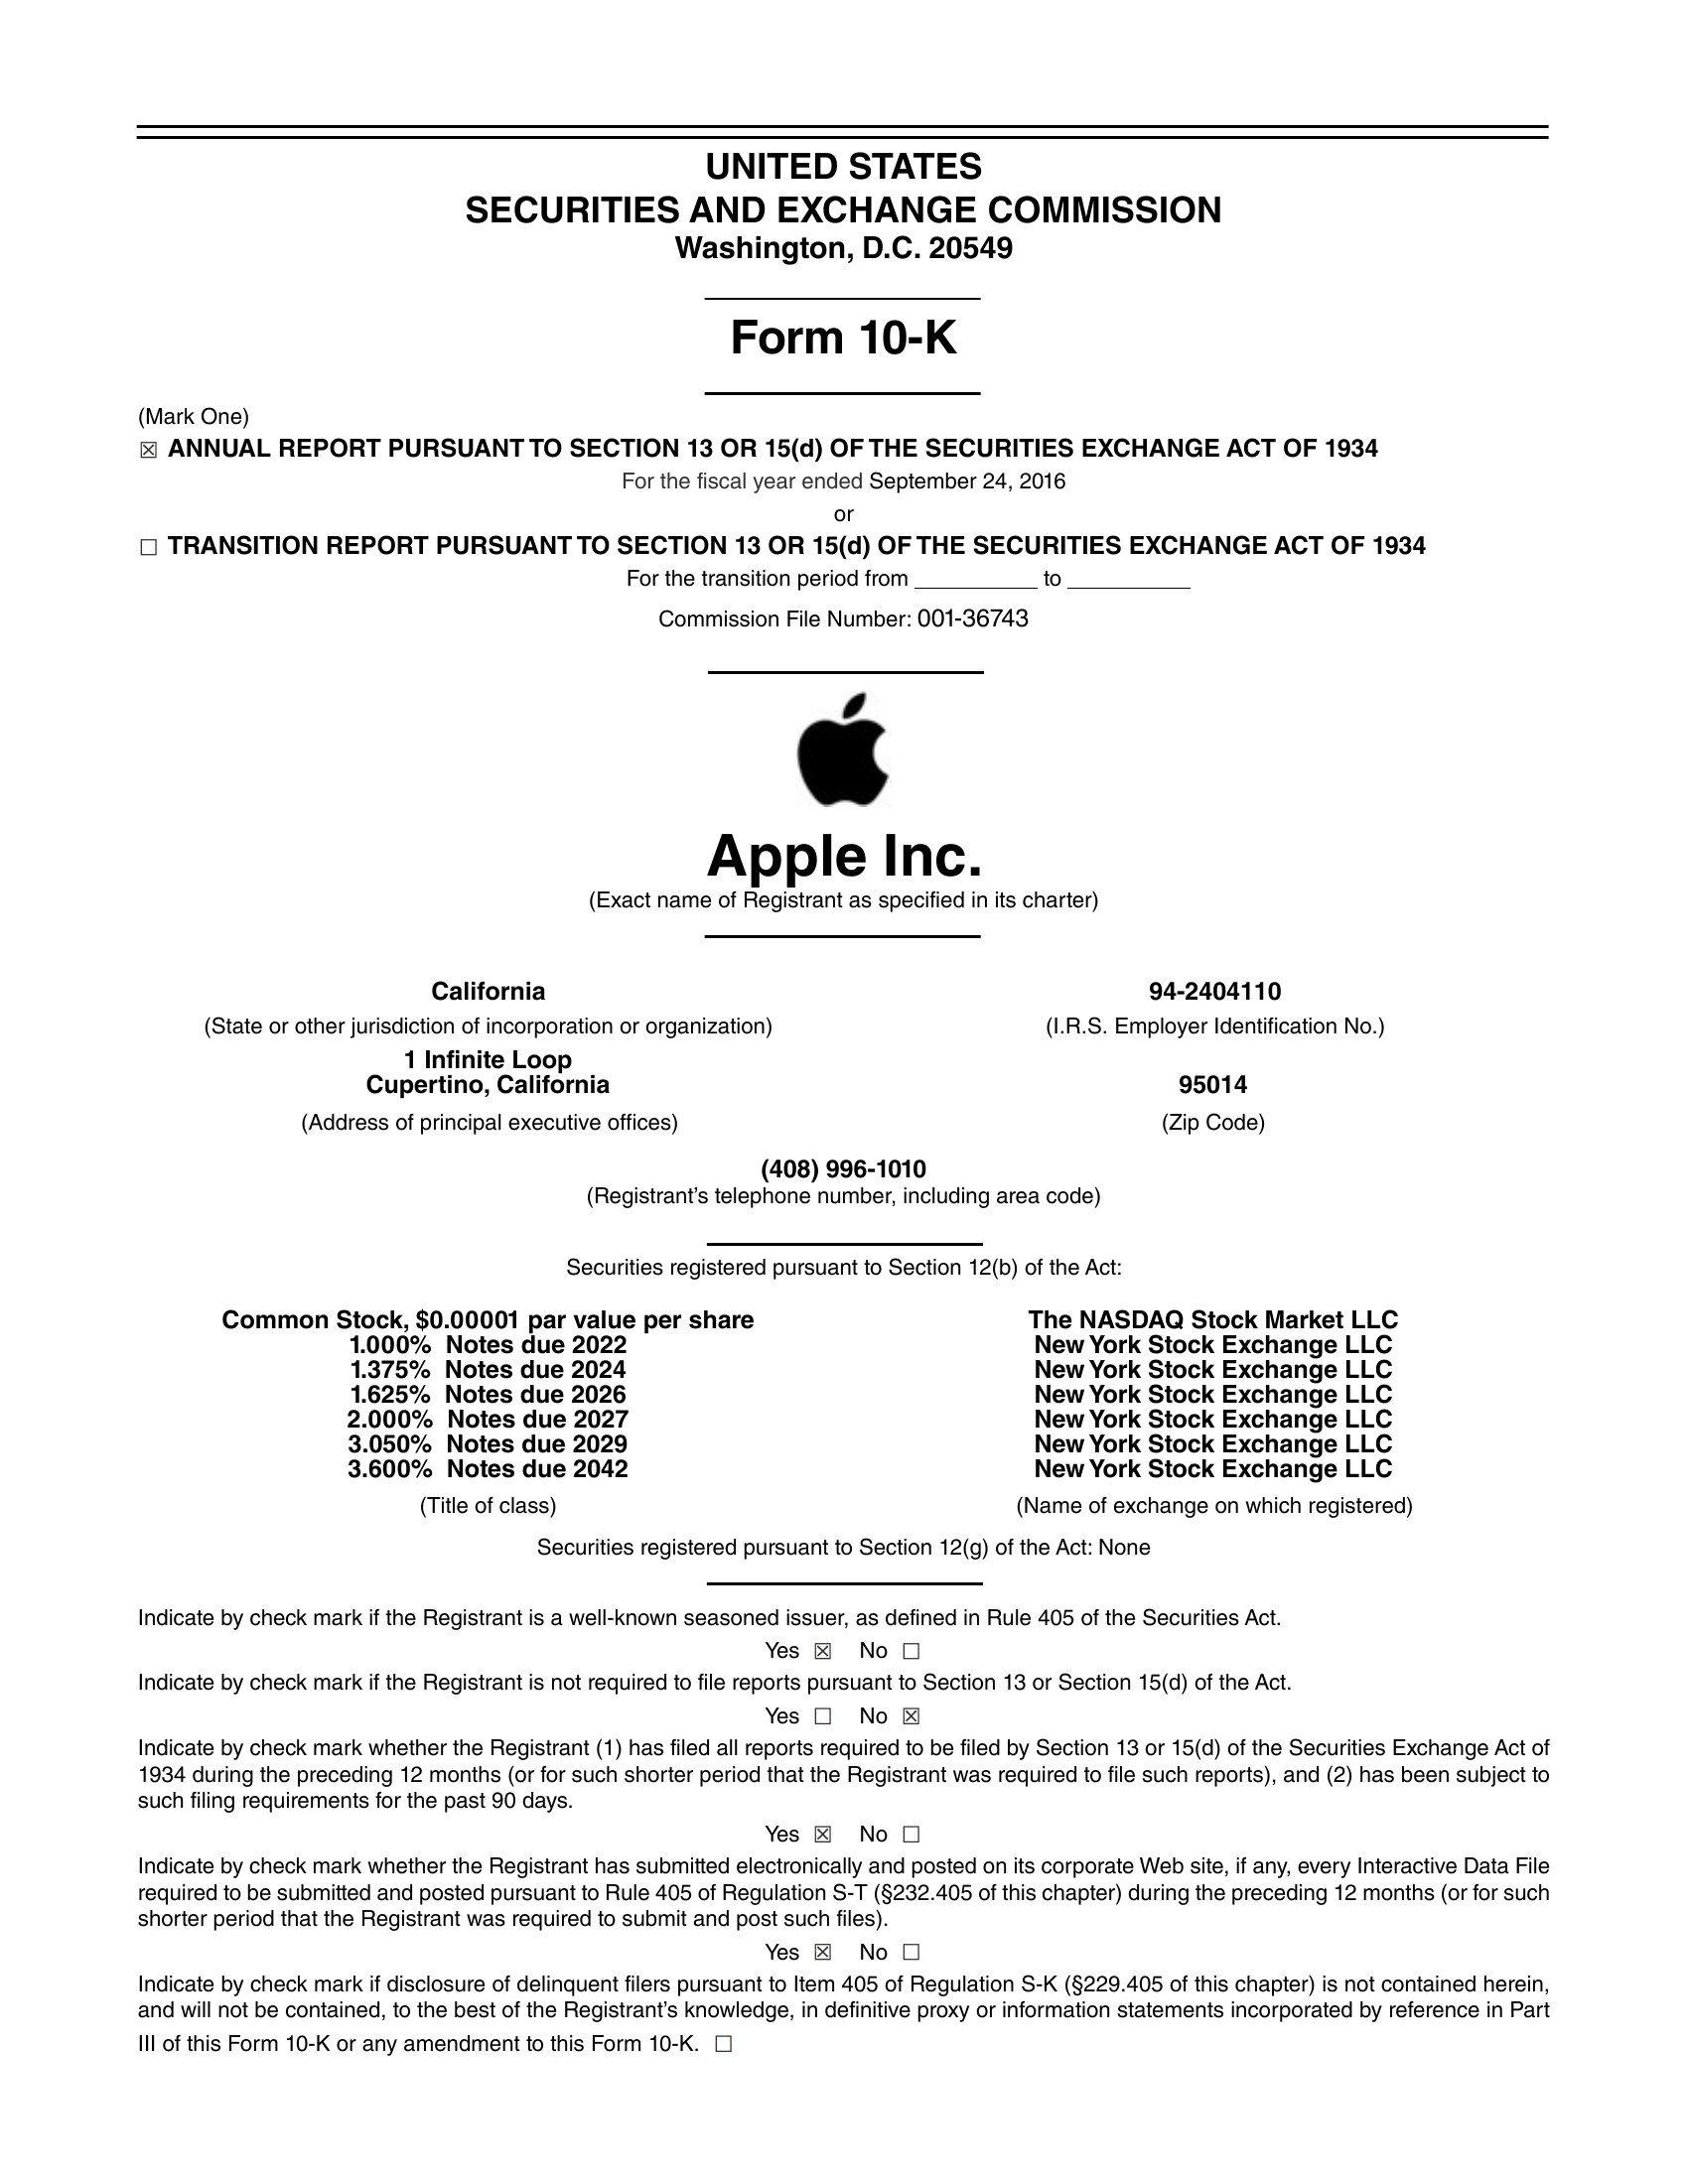 UNITED STATES
SECURITIES AND EXCHANGE COMMISSION
Washington, D.C. 20549
Form 10-K
(Mark One)
☒ ANNUAL REPORT PURSUANT TO SECTION 13 OR 15(d) OF THE SECURITIES EXCHANGE ACT OF 1934
For the fiscal year ended September 24, 2016
or
☐ TRANSITION REPORT PURSUANT TO SECTION 13 OR 15(d) OF THE SECURITIES EXCHANGE ACT OF 1934
For the transition period from __________ to __________
Commission File Number: 001-36743
Apple Inc.
(Exact name of Registrant as specified in its charter)
California 94-2404110
(State or other jurisdiction of incorporation or organization) (I.R.S. Employer Identification No.)
1 Infinite Loop
Cupertino, California 95014
(Address of principal executive offices) (Zip Code)
(408) 996-1010
(Registrant’s telephone number, including area code)
Securities registered pursuant to Section 12(b) of the Act:
Common Stock, $0.00001 par value per share The NASDAQ Stock Market LLC
1.000% Notes due 2022 New York Stock Exchange LLC
1.375% Notes due 2024 New York Stock Exchange LLC
1.625% Notes due 2026 New York Stock Exchange LLC
2.000% Notes due 2027 New York Stock Exchange LLC
3.050% Notes due 2029 New York Stock Exchange LLC
3.600% Notes due 2042 New York Stock Exchange LLC
(Title of class) (Name of exchange on which registered)
Securities registered pursuant to Section 12(g) of the Act: None
Indicate by check mark if the Registrant is a well-known seasoned issuer, as defined in Rule 405 of the Securities Act.
Yes ☒ No ☐
Indicate by check mark if the Registrant is not required to file reports pursuant to Section 13 or Section 15(d) of the Act.
Yes ☐ No ☒
Indicate by check mark whether the Registrant (1) has filed all reports required to be filed by Section 13 or 15(d) of the Securities Exchange Act of
1934 during the preceding 12 months (or for such shorter period that the Registrant was required to file such reports), and (2) has been subject to
such filing requirements for the past 90 days.
Yes ☒ No ☐
Indicate by check mark whether the Registrant has submitted electronically and posted on its corporate Web site, if any, every Interactive Data File
required to be submitted and posted pursuant to Rule 405 of Regulation S-T (§232.405 of this chapter) during the preceding 12 months (or for such
shorter period that the Registrant was required to submit and post such files).
Yes ☒ No ☐
Indicate by check mark if disclosure of delinquent filers pursuant to Item 405 of Regulation S-K (§229.405 of this chapter) is not contained herein,
and will not be contained, to the best of the Registrant’s knowledge, in definitive proxy or information statements incorporated by reference in Part
III of this Form 10-K or any amendment to this Form 10-K. ☐